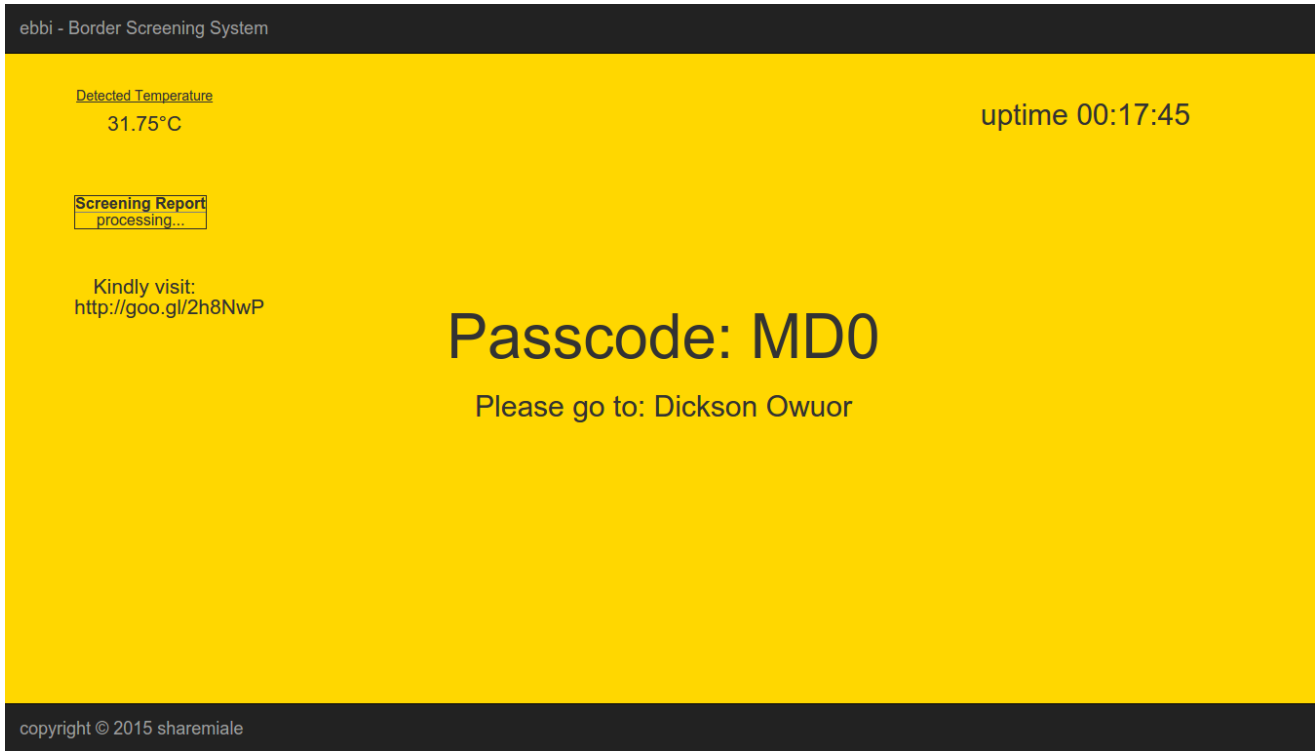 ebbi - Border Screening System
Detected Temperature
31.75°C
uptime 00:17:45
Screening Report
processing...
Kindly visit:
http://goo.gl/2h8NwP
Passcode: MD0
Please go to: Dickson Owuor
copyright © 2015 sharemiale